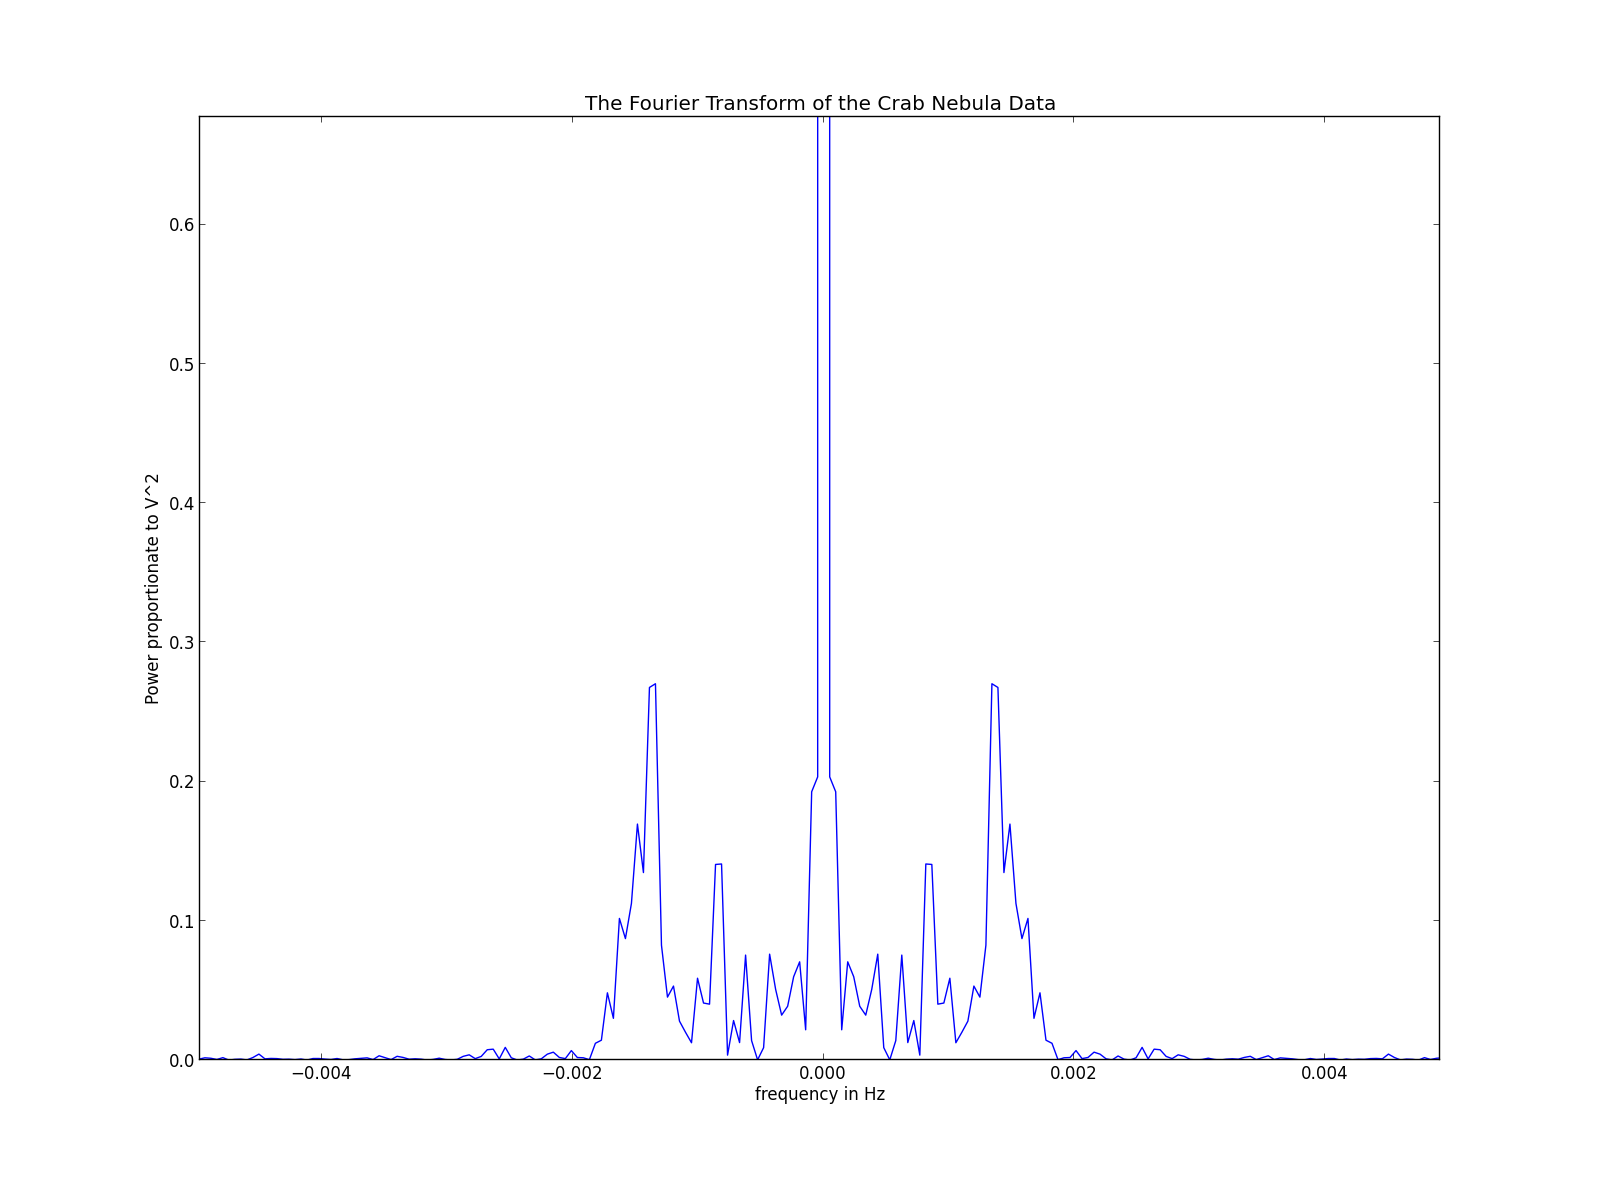 The Fourier Transform of the Crab Nebula Data
0.6
0.5
0.4
0.3
0.2
0.1
0.0
Power proportionate to V^2
−0.004 −0.002 0.000 0.002 0.004
frequency in Hz